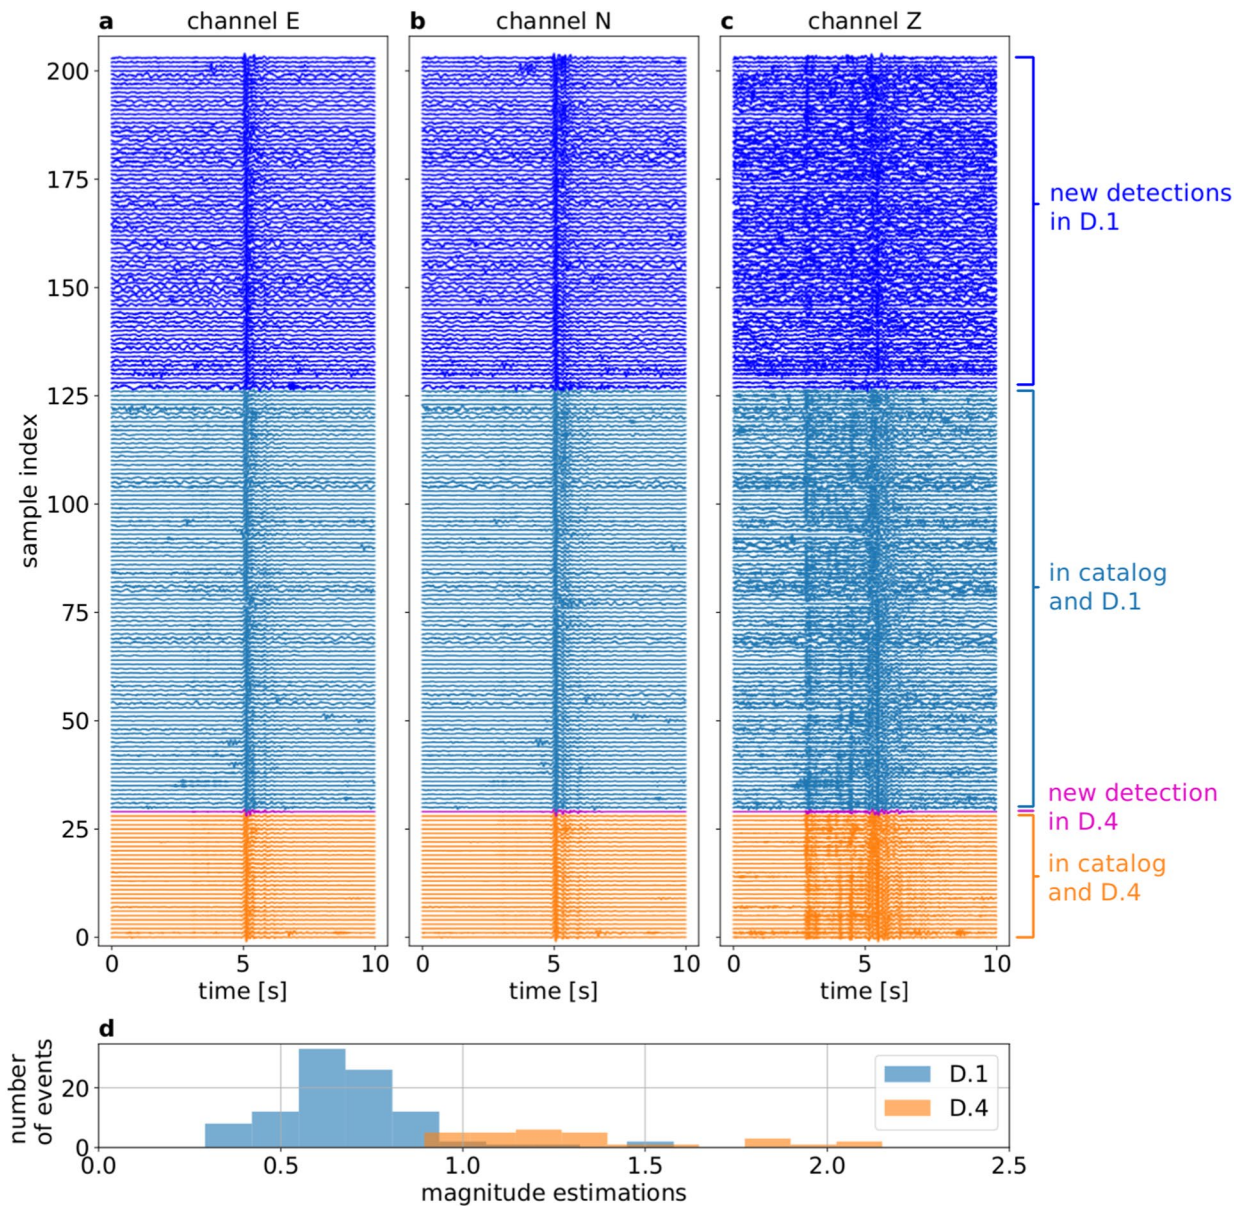 a channel E
b channel N
c channel Z
sample index
200
175
150
125
100
75
50
25
0
new detections
in D.1
in catalog
and D.1
new detection
in D.4
in catalog
and D.4
0 5 10
0 5 10
0 5 10
time [s]
time [s]
time [s]
d
number
of events
20
0
D.1
D.4
0.0 0.5 1.0 1.5 2.0 2.5
magnitude estimations